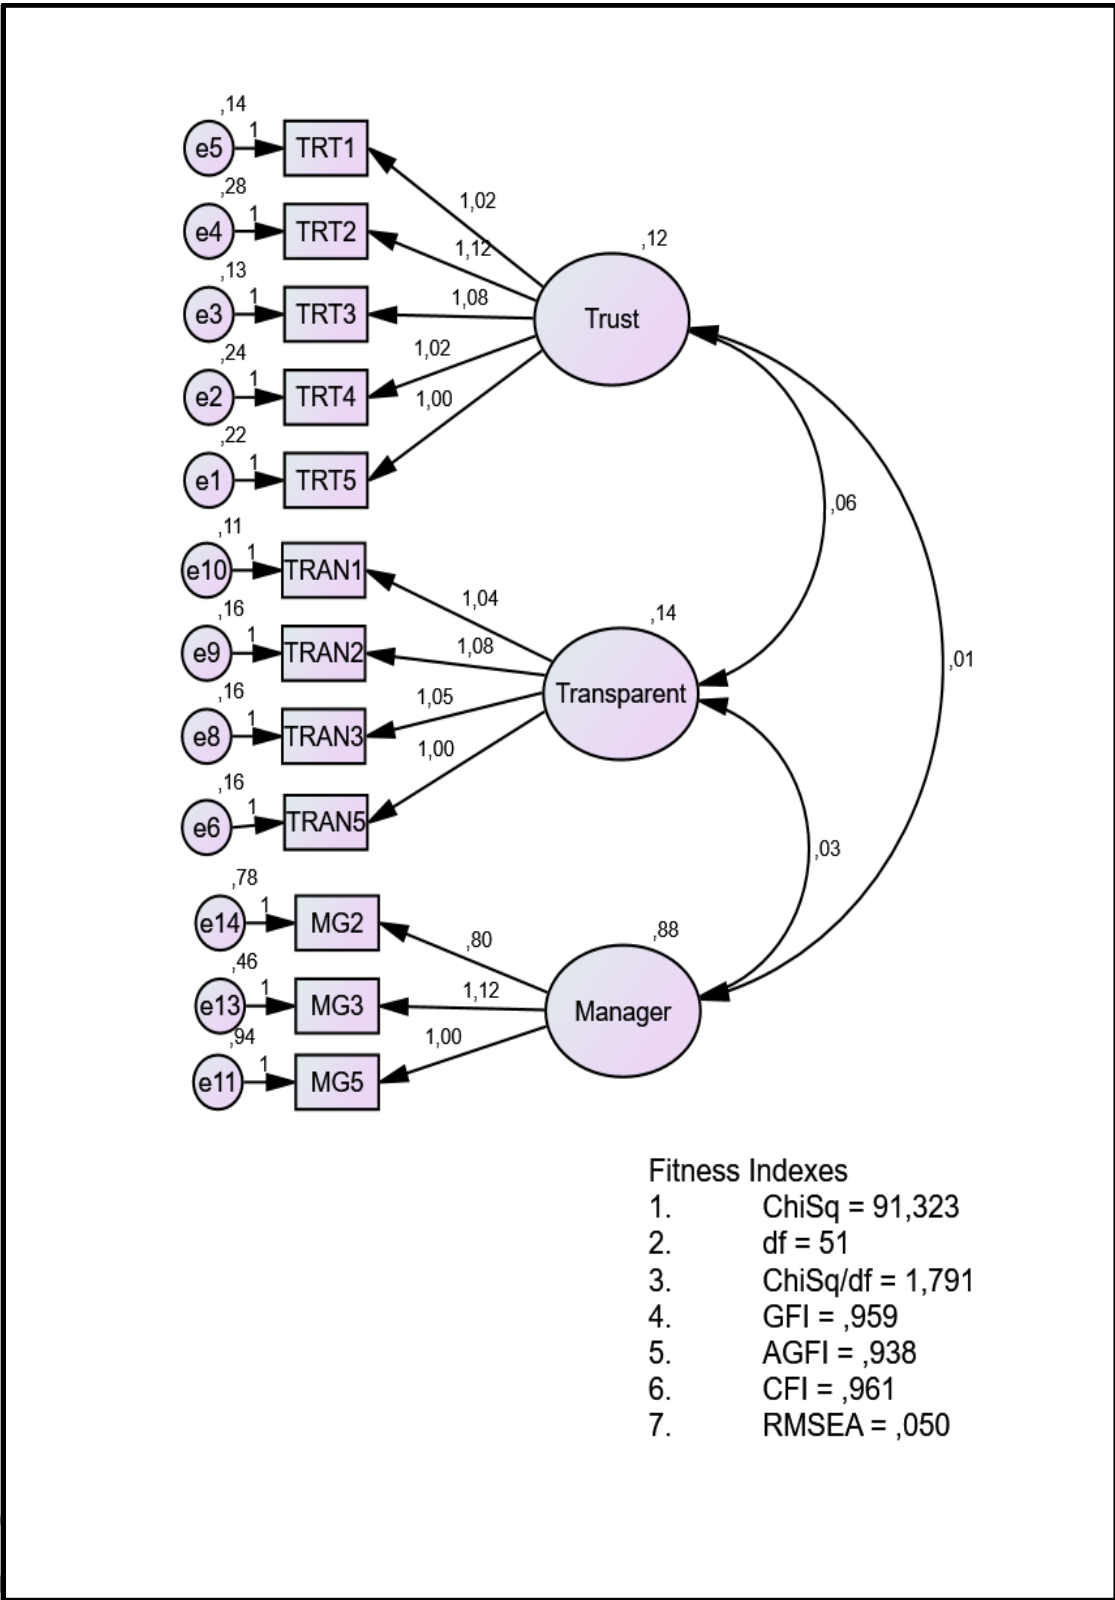 ,14
e5 1 TRT1
1,02
,28
e4 1 TRT2
1,12
,12
,13
e3 1 TRT3
1,08
Trust
,24
e2 1 TRT4
1,02
,22
e1 1 TRT5
1,00
,06
,11
e10 1 TRAN1
1,04
,16
e9 1 TRAN2
1,08
,14
,01
,16
e8 1 TRAN3
1,05
Transparent
,16
e6 1 TRAN5
1,00
,03
,78
e14 1 MG2
,80
,88
,46
e13 1 MG3
1,12
Manager
,94
e11 1 MG5
1,00
Fitness Indexes
1. ChiSq = 91,323
2. df = 51
3. ChiSq/df = 1,791
4. GFI = ,959
5. AGFI = ,938
6. CFI = ,961
7. RMSEA = ,050